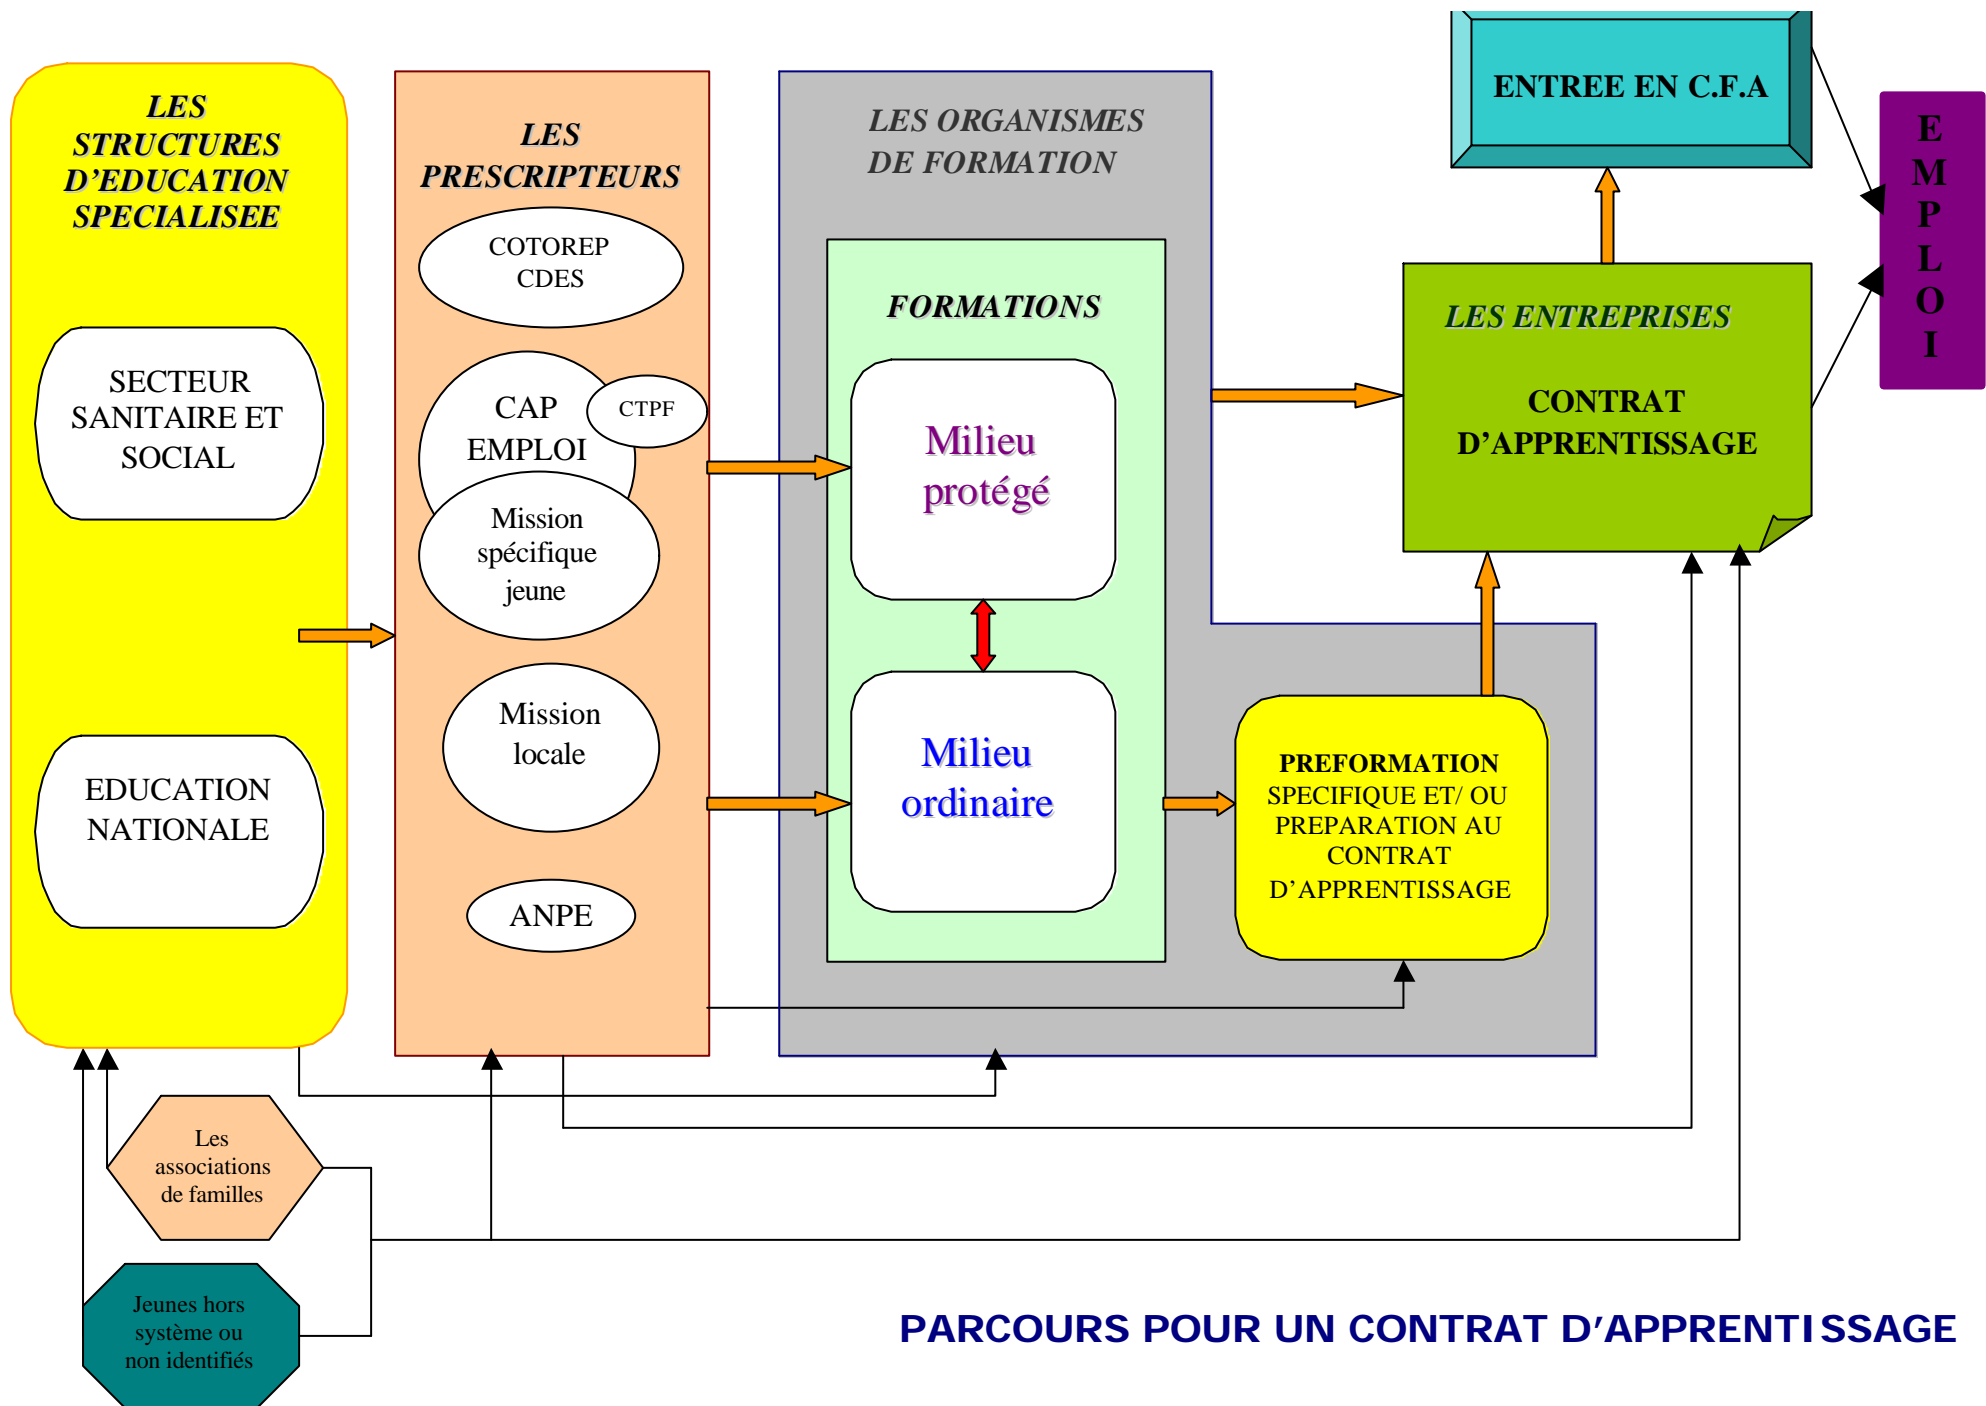 LES
STRUCTURES
D’EDUCATION
SPECIALISEE
SECTEUR
SANITAIRE ET
SOCIAL
EDUCATION
NATIONALE
LES
PRESCRIPTEURS
COTOREP
CDES
CAP
EMPLOI
CTPF
Mission
spécifique
jeune
Mission
locale
ANPE
LES ORGANISMES
DE FORMATION
FORMATIONS
Milieu
protégé
Milieu
ordinaire
PREFORMATION
SPECIFIQUE ET/ OU
PREPARATION AU
CONTRAT
D’APPRENTISSAGE
ENTREE EN C.F.A
LES ENTREPRISES
CONTRAT
D’APPRENTISSAGE
E
M
P
L
O
I
Les
associations
de familles
Jeunes hors
système ou
non identifiés
PARCOURS POUR UN CONTRAT D’APPRENTISSAGE